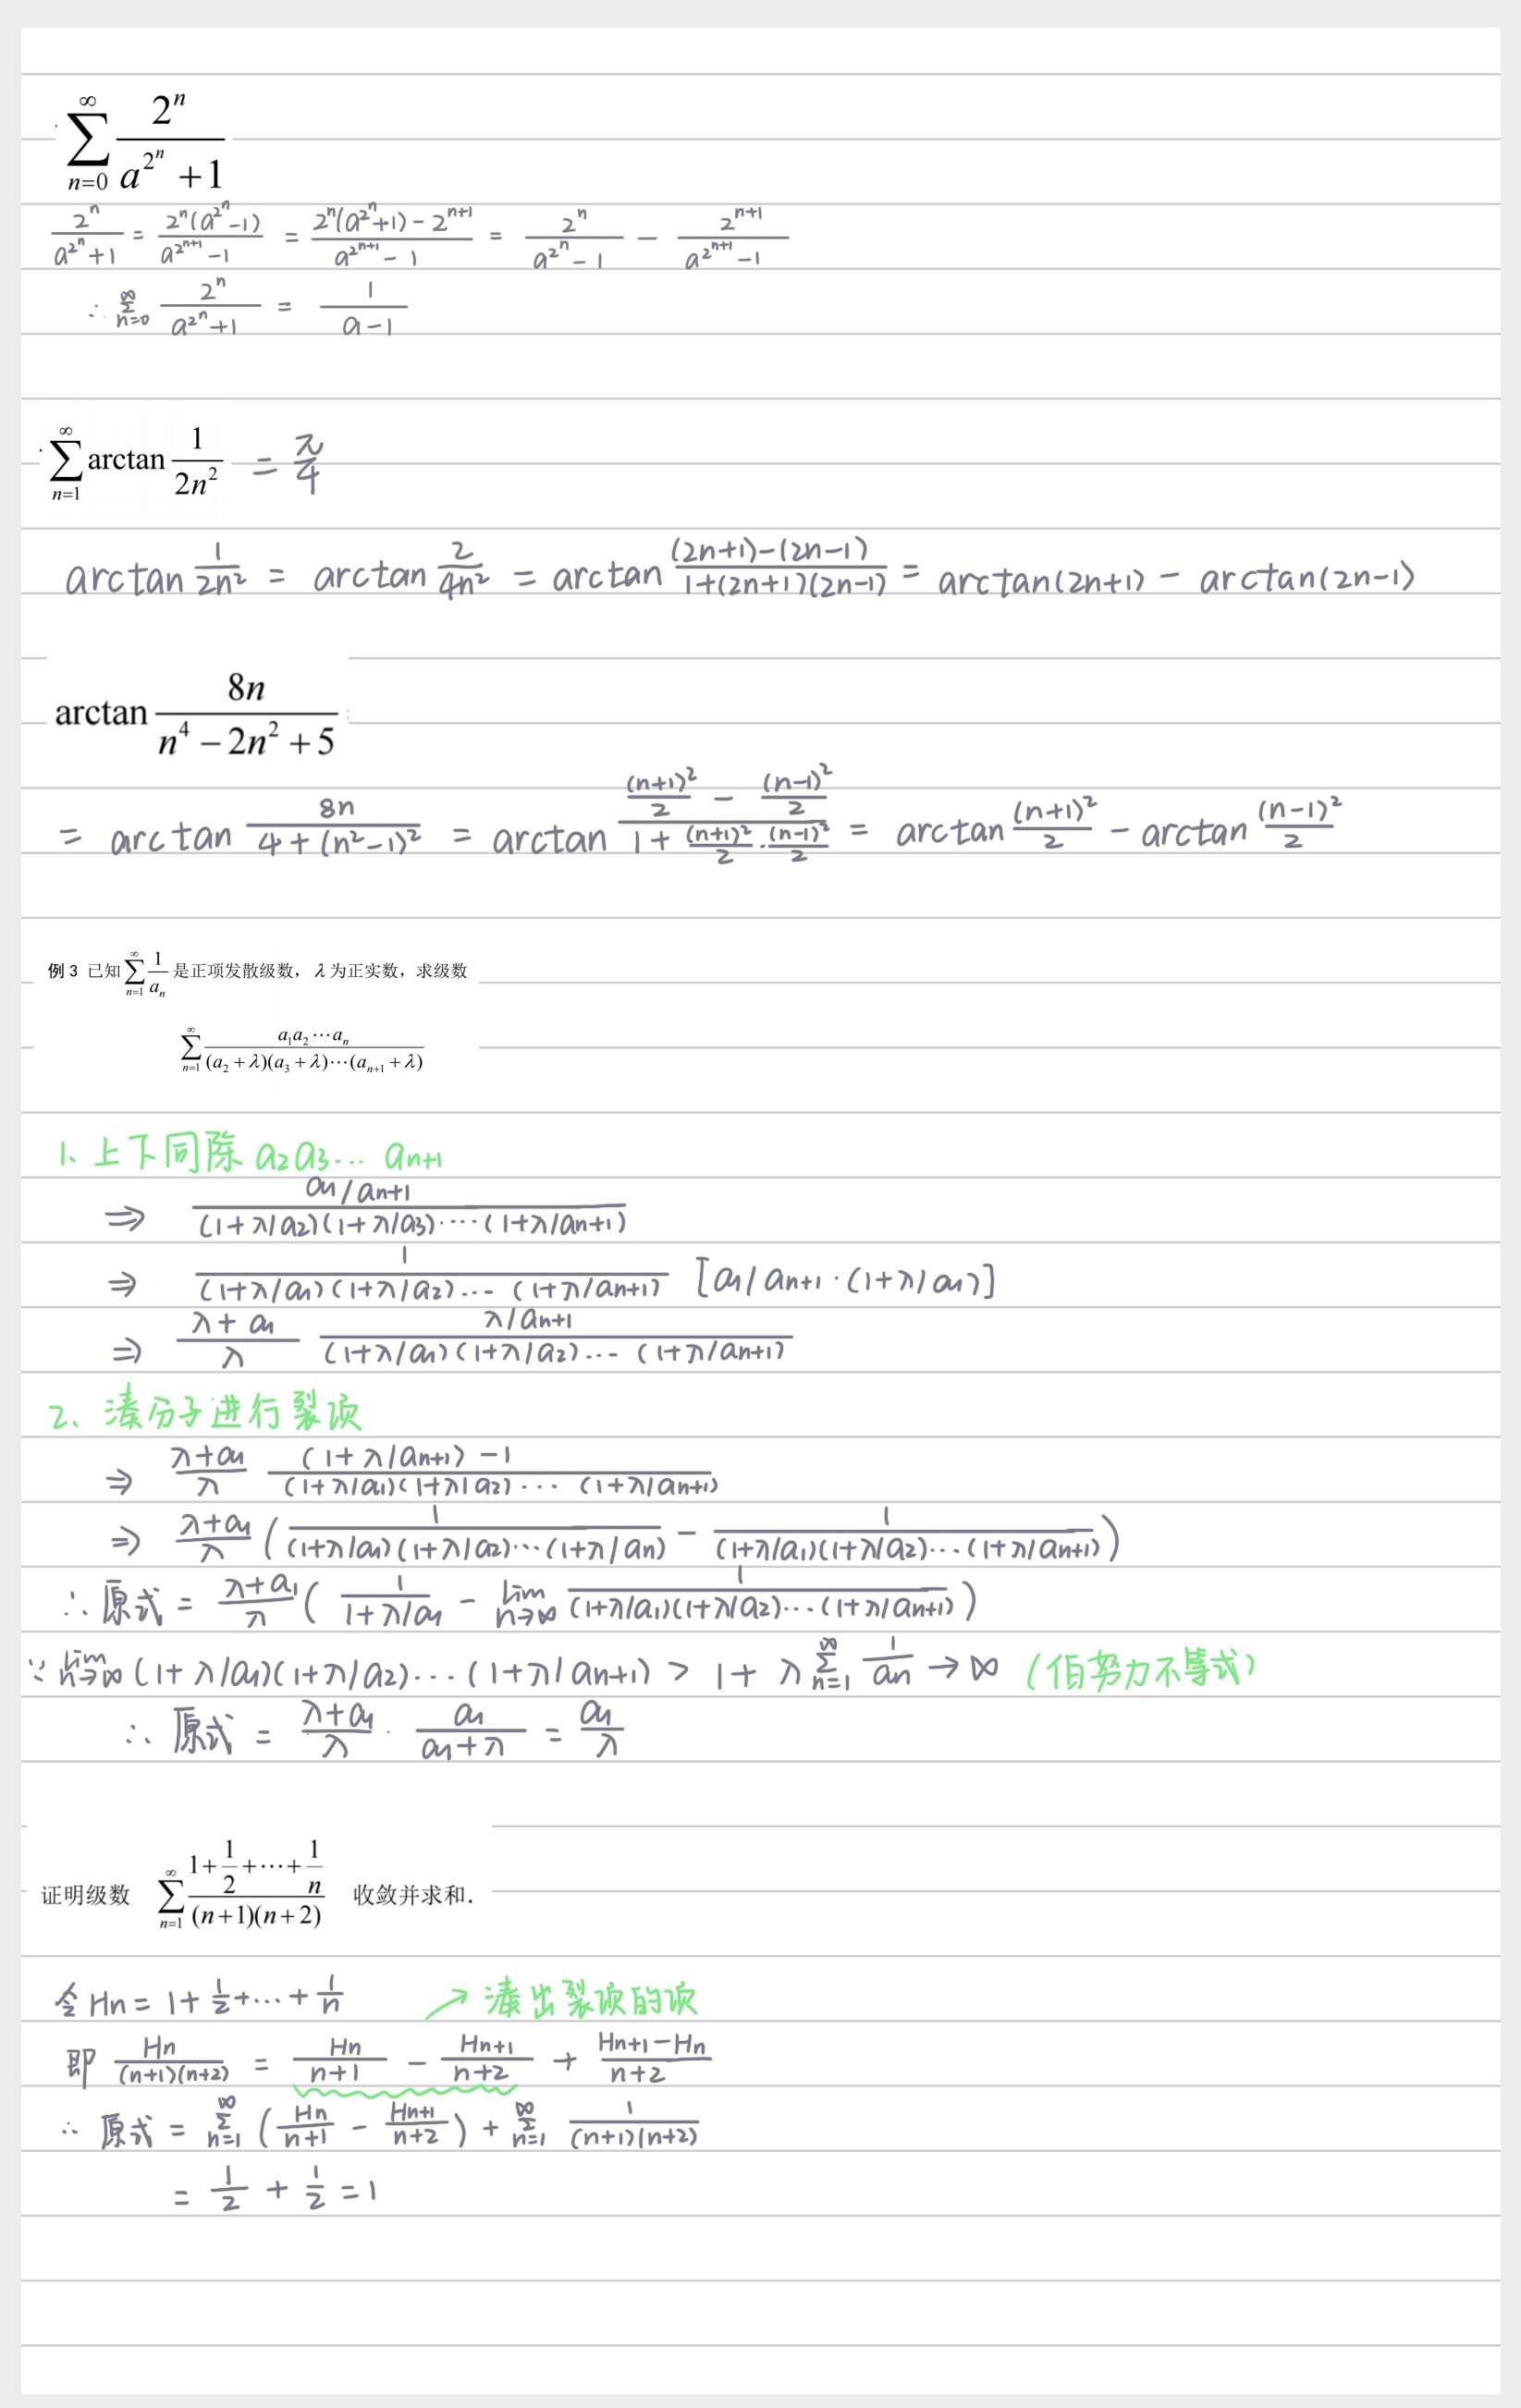 $\sum_{n=0}^{\infty} \frac{2^n}{a^{2^n}+1}$
$\frac{2^n}{a^{2^n}+1} = \frac{2^n(a^{2^n}-1)}{a^{2^{n+1}}-1} = \frac{2^n(a^{2^n}+1)-2^{n+1}}{a^{2^{n+1}}-1} = \frac{2^n}{a^{2^n}-1} - \frac{2^{n+1}}{a^{2^{n+1}}-1}$
$\therefore \sum_{n=0}^{\infty} \frac{2^n}{a^{2^n}+1} = \frac{1}{a-1}$
$\sum_{n=1}^{\infty} \arctan\frac{1}{2n^2} = \frac{\pi}{4}$
$\arctan\frac{1}{2n^2} = \arctan\frac{2}{4n^2} = \arctan\frac{(2n+1)-(2n-1)}{1+(2n+1)(2n-1)} = \arctan(2n+1) - \arctan(2n-1)$
$\arctan\frac{8n}{n^4-2n^2+5}$
$= \arctan\frac{8n}{4+(n^2-1)^2} = \arctan\frac{\frac{(n+1)^2}{2}-\frac{(n-1)^2}{2}}{1+\frac{(n+1)^2}{2}\cdot\frac{(n-1)^2}{2}} = \arctan\frac{(n+1)^2}{2} - \arctan\frac{(n-1)^2}{2}$
例 3 已知 $\sum_{n=1}^{\infty}\frac{1}{a_n}$ 是正项发散级数，λ 为正实数，求级数
$\sum_{n=1}^{\infty}\frac{a_1a_2\cdots a_n}{(a_2+\lambda)(a_3+\lambda)\cdots(a_{n+1}+\lambda)}$
1、上下同除 $a_2a_3\cdots a_{n+1}$
$\Rightarrow \frac{a_1/a_{n+1}}{(1+\lambda/a_2)(1+\lambda/a_3)\cdots(1+\lambda/a_{n+1})}$
$\Rightarrow \frac{1}{(1+\lambda/a_1)(1+\lambda/a_2)\cdots(1+\lambda/a_{n+1})} [a_1/a_{n+1}\cdot(1+\lambda/a_1)]$
$\Rightarrow \frac{\lambda+a_1}{\lambda} \frac{\lambda/a_{n+1}}{(1+\lambda/a_1)(1+\lambda/a_2)\cdots(1+\lambda/a_{n+1})}$
2、凑分子进行裂项
$\Rightarrow \frac{\lambda+a_1}{\lambda} \frac{(1+\lambda/a_{n+1})-1}{(1+\lambda/a_1)(1+\lambda/a_2)\cdots(1+\lambda/a_{n+1})}$
$\Rightarrow \frac{\lambda+a_1}{\lambda}\left(\frac{1}{(1+\lambda/a_1)(1+\lambda/a_2)\cdots(1+\lambda/a_n)} - \frac{1}{(1+\lambda/a_1)(1+\lambda/a_2)\cdots(1+\lambda/a_{n+1})}\right)$
∴ 原式 $= \frac{\lambda+a_1}{\lambda}\left(\frac{1}{1+\lambda/a_1} - \lim_{n\to\infty}\frac{1}{(1+\lambda/a_1)(1+\lambda/a_2)\cdots(1+\lambda/a_{n+1})}\right)$
∵ $\lim_{n\to\infty}(1+\lambda/a_1)(1+\lambda/a_2)\cdots(1+\lambda/a_{n+1}) > 1+\lambda\sum_{n=1}^{\infty}\frac{1}{a_n} \to \infty$ (伯努力不等式)
∴ 原式 $= \frac{\lambda+a_1}{\lambda}\cdot\frac{a_1}{a_1+\lambda} = \frac{a_1}{\lambda}$
证明级数 $\sum_{n=1}^{\infty}\frac{1+\frac{1}{2}+\cdots+\frac{1}{n}}{(n+1)(n+2)}$ 收敛并求和.
令 $H_n = 1+\frac{1}{2}+\cdots+\frac{1}{n}$ ↗ 凑出裂项的项
即 $\frac{H_n}{(n+1)(n+2)} = \frac{H_n}{n+1} - \frac{H_{n+1}}{n+2} + \frac{H_{n+1}-H_n}{n+2}$
∴ 原式 $= \sum_{n=1}^{\infty}\left(\frac{H_n}{n+1}-\frac{H_{n+1}}{n+2}\right) + \sum_{n=1}^{\infty}\frac{1}{(n+1)(n+2)}$
$= \frac{1}{2}+\frac{1}{2} = 1$